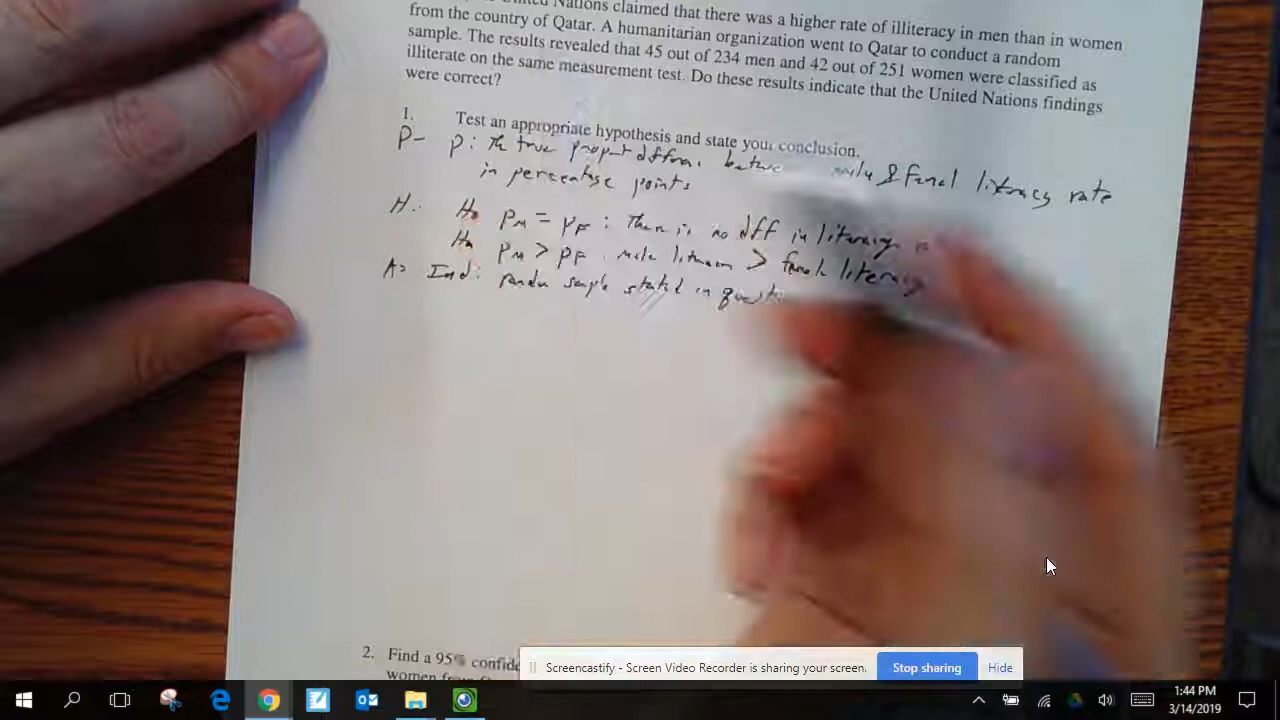 Nations claimed that there was a higher rate of illiteracy in men than in women
from the country of Qatar. A humanitarian organization went to Qatar to conduct a random
sample. The results revealed that 45 out of 234 men and 42 out of 251 women were classified as
illiterate on the same measurement test. Do these results indicate that the United Nations findings
were correct?
1. Test an appropriate hypothesis and state your conclusion.
P- p: the true
literacy rate
in percentage points
H: Ho PM = PF : There is no diff in literacy
Ha PM > PF : male > female literacy
A: Ind: random sample stated in question
2. Find a 95%
women
Screencastify - Screen Video Recorder is sharing your screen.
Stop sharing
Hide
1:44 PM
3/14/2019